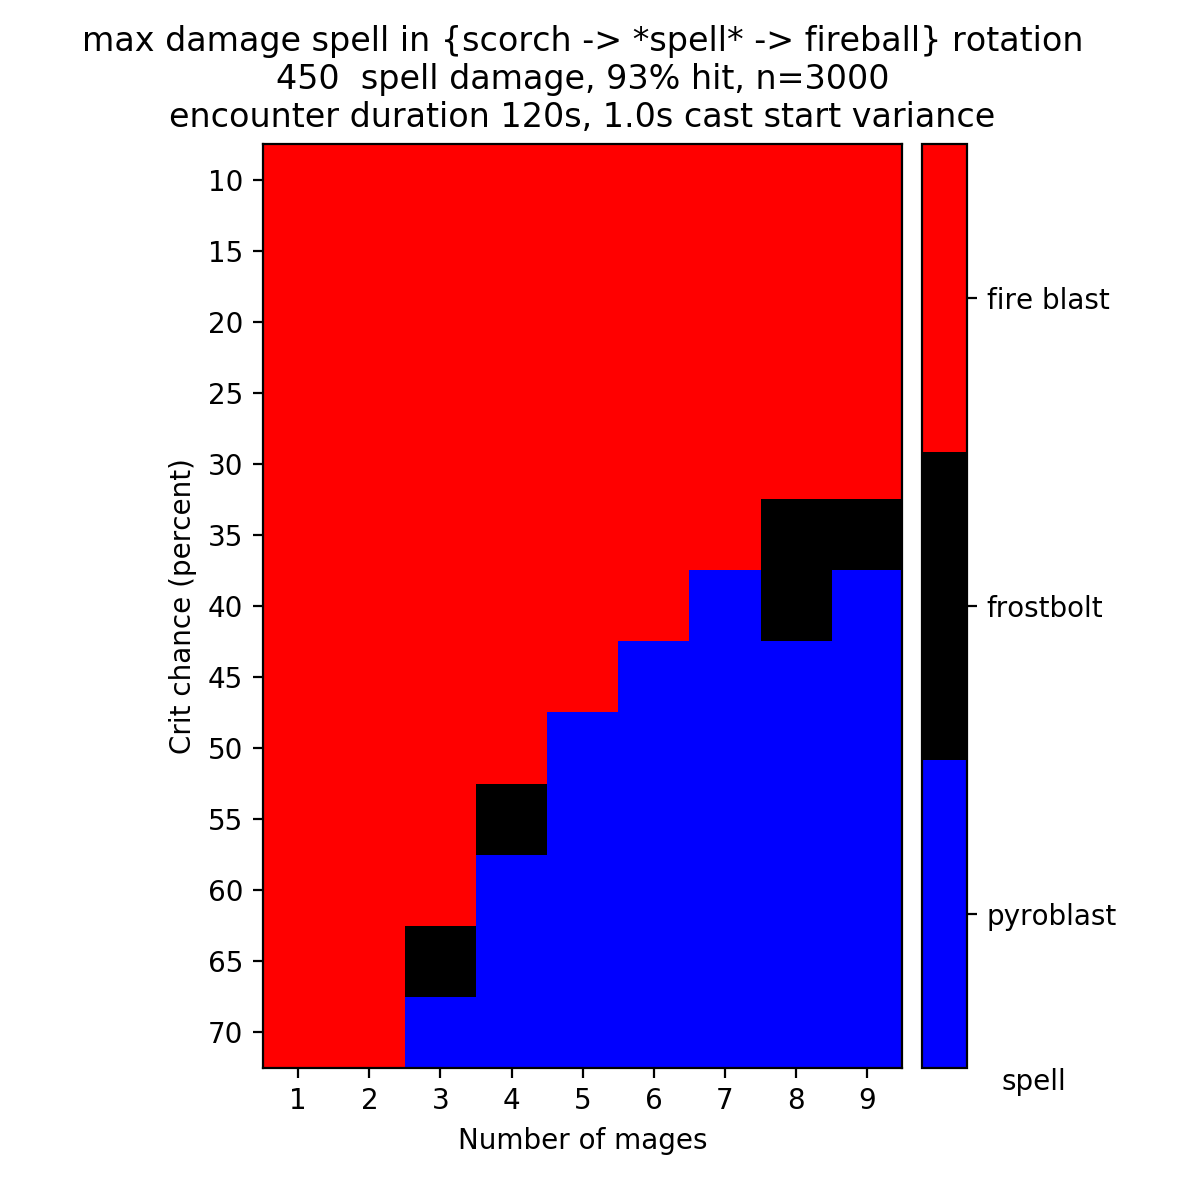 max damage spell in {scorch -> *spell* -> fireball} rotation
450  spell damage, 93% hit, n=3000
encounter duration 120s, 1.0s cast start variance
10
15
20
25
30
35
40
45
50
55
60
65
70
Crit chance (percent)
1 2 3 4 5 6 7 8 9
Number of mages
fire blast
frostbolt
pyroblast
spell